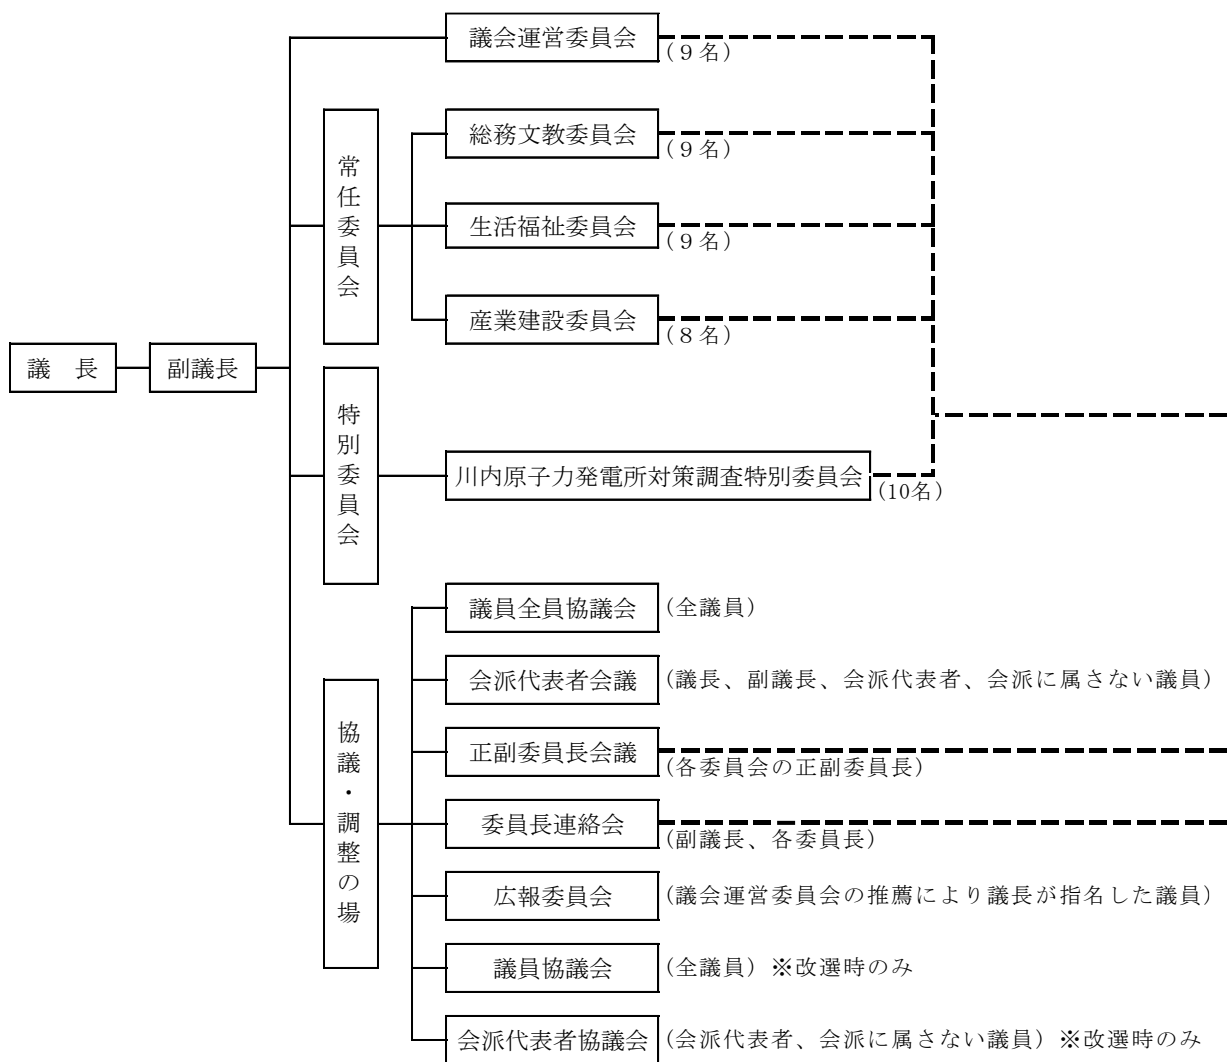 議会運営委員会
(９名)
常任委員会
総務文教委員会
(９名)
生活福祉委員会
(９名)
産業建設委員会
(８名)
議　長
副議長
特別委員会
川内原子力発電所対策調査特別委員会
(10名)
協議・調整の場
議員全員協議会
(全議員)
会派代表者会議
(議長、副議長、会派代表者、会派に属さない議員)
正副委員長会議
(各委員会の正副委員長)
委員長連絡会
(副議長、各委員長)
広報委員会
(議会運営委員会の推薦により議長が指名した議員)
議員協議会
(全議員) ※改選時のみ
会派代表者協議会
(会派代表者、会派に属さない議員) ※改選時のみ